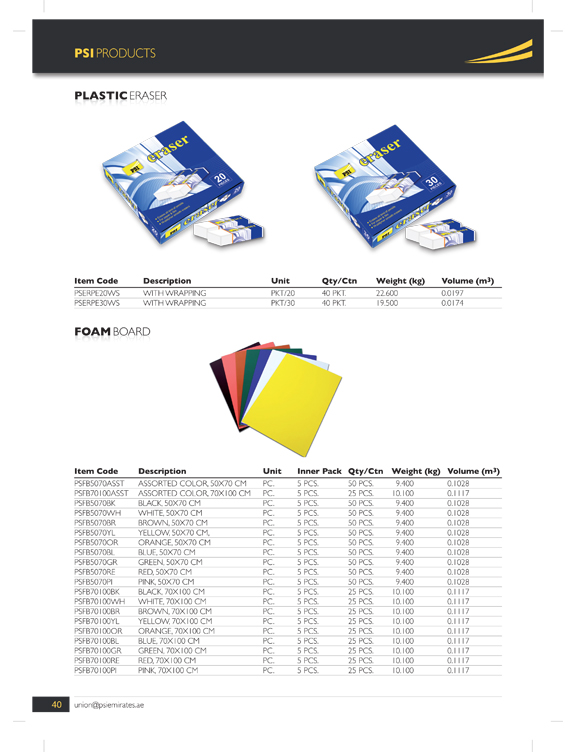 PSI PRODUCTS
PLASTIC ERASER
PSI eraser 20 PIECES
PSI eraser 30 PIECES
Item Code Description Unit Qty/Ctn Weight (kg) Volume (m³)
PSERPE20WS WITH WRAPPING PKT/20 40 PKT. 22.600 0.0197
PSERPE30WS WITH WRAPPING PKT/30 40 PKT. 19.500 0.0174
FOAM BOARD
Item Code Description Unit Inner Pack Qty/Ctn Weight (kg) Volume (m³)
PSFB5070ASST ASSORTED COLOR, 50X70 CM PC. 5 PCS. 50 PCS. 9.400 0.1028
PSFB70100ASST ASSORTED COLOR, 70X100 CM PC. 5 PCS. 25 PCS. 10.100 0.1117
PSFB5070BK BLACK, 50X70 CM PC. 5 PCS. 50 PCS. 9.400 0.1028
PSFB5070WH WHITE, 50X70 CM PC. 5 PCS. 50 PCS. 9.400 0.1028
PSFB5070BR BROWN, 50X70 CM PC. 5 PCS. 50 PCS. 9.400 0.1028
PSFB5070YL YELLOW, 50X70 CM, PC. 5 PCS. 50 PCS. 9.400 0.1028
PSFB5070OR ORANGE, 50X70 CM PC. 5 PCS. 50 PCS. 9.400 0.1028
PSFB5070BL BLUE, 50X70 CM PC. 5 PCS. 50 PCS. 9.400 0.1028
PSFB5070GR GREEN, 50X70 CM PC. 5 PCS. 50 PCS. 9.400 0.1028
PSFB5070RE RED, 50X70 CM PC. 5 PCS. 50 PCS. 9.400 0.1028
PSFB5070PI PINK, 50X70 CM PC. 5 PCS. 50 PCS. 9.400 0.1028
PSFB70100BK BLACK, 70X100 CM PC. 5 PCS. 25 PCS. 10.100 0.1117
PSFB70100WH WHITE, 70X100 CM PC. 5 PCS. 25 PCS. 10.100 0.1117
PSFB70100BR BROWN, 70X100 CM PC. 5 PCS. 25 PCS. 10.100 0.1117
PSFB70100YL YELLOW, 70X100 CM PC. 5 PCS. 25 PCS. 10.100 0.1117
PSFB70100OR ORANGE, 70X100 CM PC. 5 PCS. 25 PCS. 10.100 0.1117
PSFB70100BL BLUE, 70X100 CM PC. 5 PCS. 25 PCS. 10.100 0.1117
PSFB70100GR GREEN, 70X100 CM PC. 5 PCS. 25 PCS. 10.100 0.1117
PSFB70100RE RED, 70X100 CM PC. 5 PCS. 25 PCS. 10.100 0.1117
PSFB70100PI PINK, 70X100 CM PC. 5 PCS. 25 PCS. 10.100 0.1117
40 union@psiemirates.ae